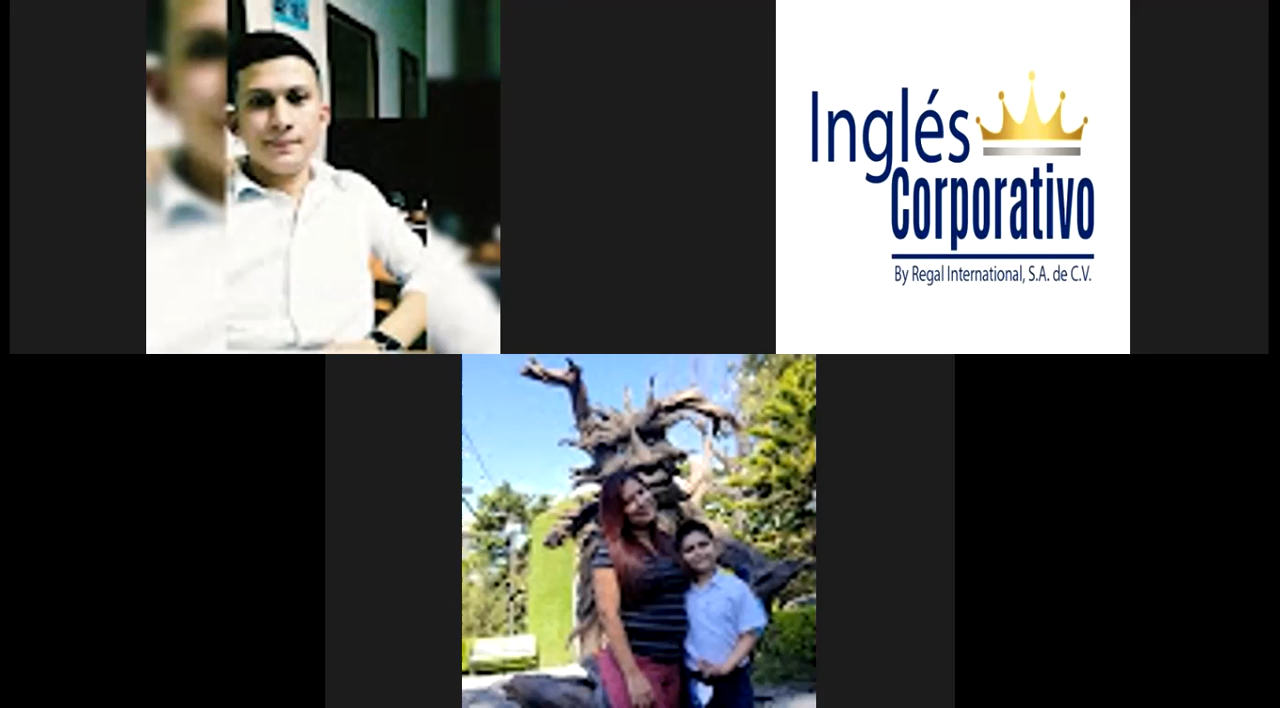 Inglés
Corporativo
By Regal International, S.A. de C.V.